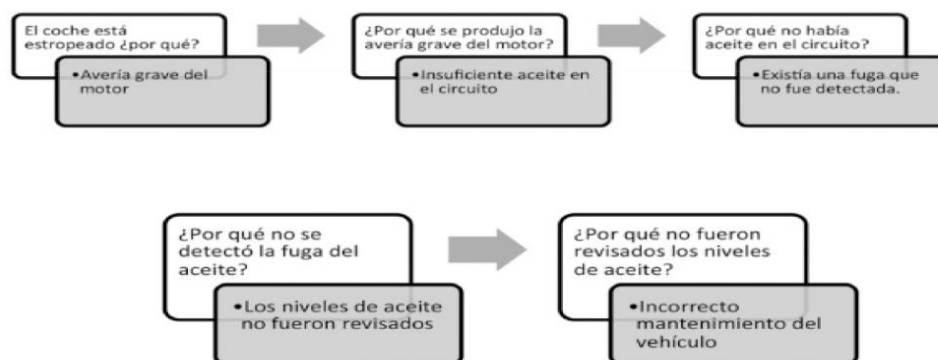 El coche está
estropeado ¿por qué?
•Avería grave del
motor
¿Por qué se produjo la
avería grave del motor?
•Insuficiente aceite en
el circuito
¿Por qué no había
aceite en el circuito?
•Existía una fuga que
no fue detectada.
¿Por qué no se
detectó la fuga del
aceite?
•Los niveles de aceite
no fueron revisados
¿Por qué no fueron
revisados los niveles
de aceite?
•Incorrecto
mantenimiento del
vehículo